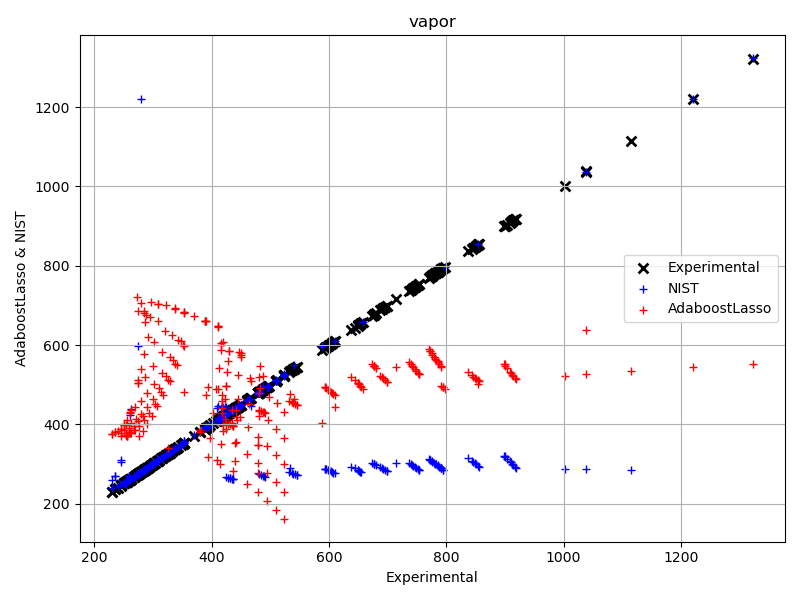 vapor
1200
1000
800
600
400
200
AdaboostLasso & NIST
Experimental
NIST
AdaboostLasso
200 400 600 800 1000 1200
Experimental